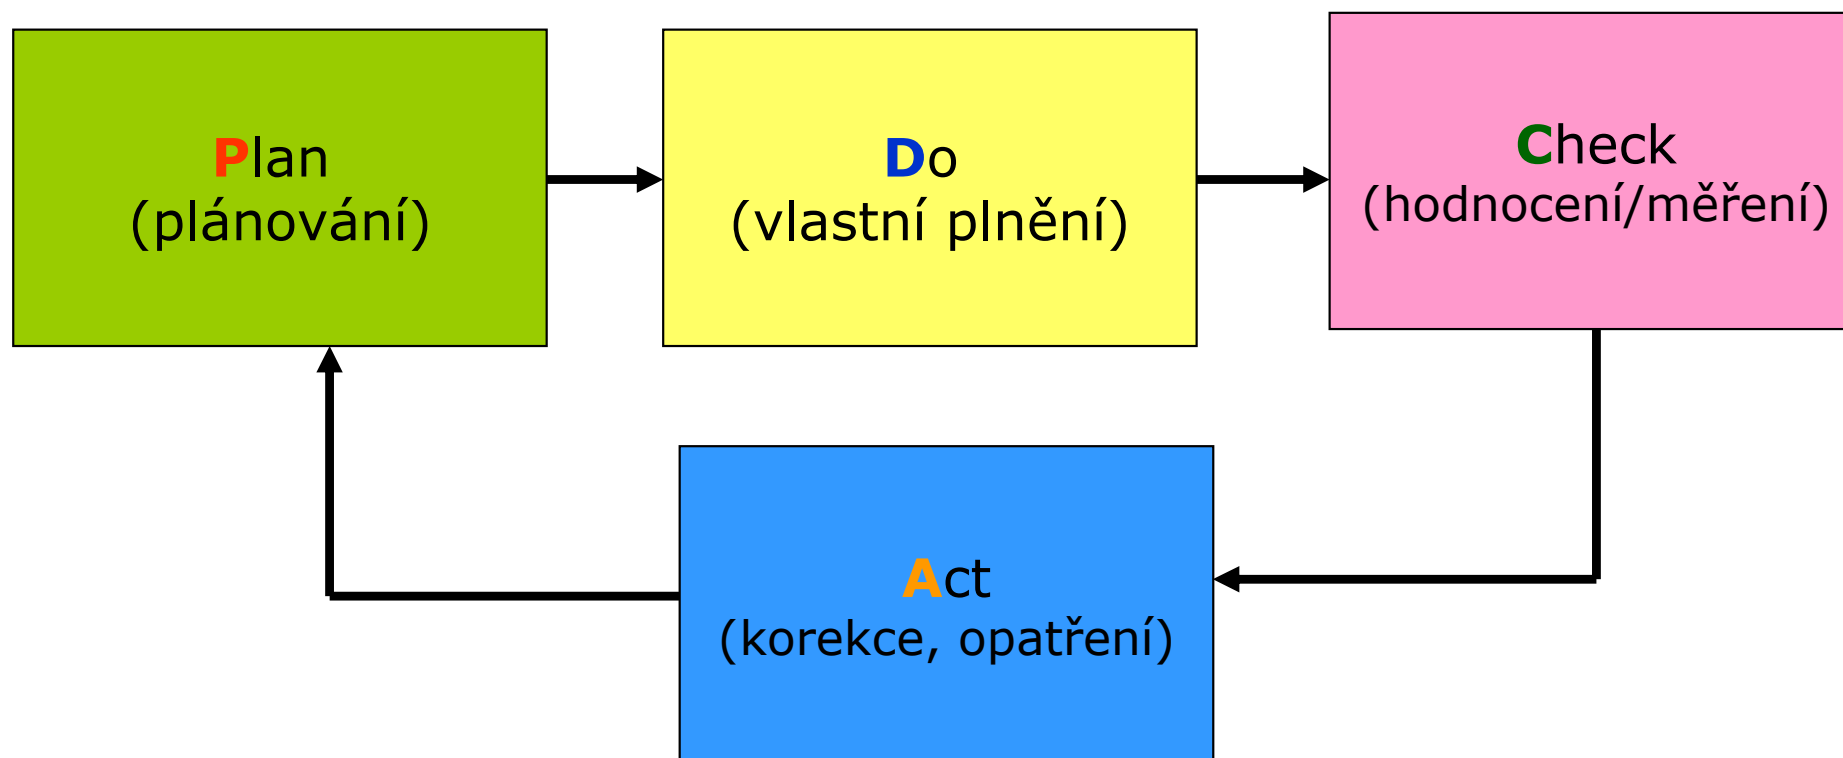 Plan
(plánování)
Do
(vlastní plnění)
Check
(hodnocení/měření)
Act
(korekce, opatření)